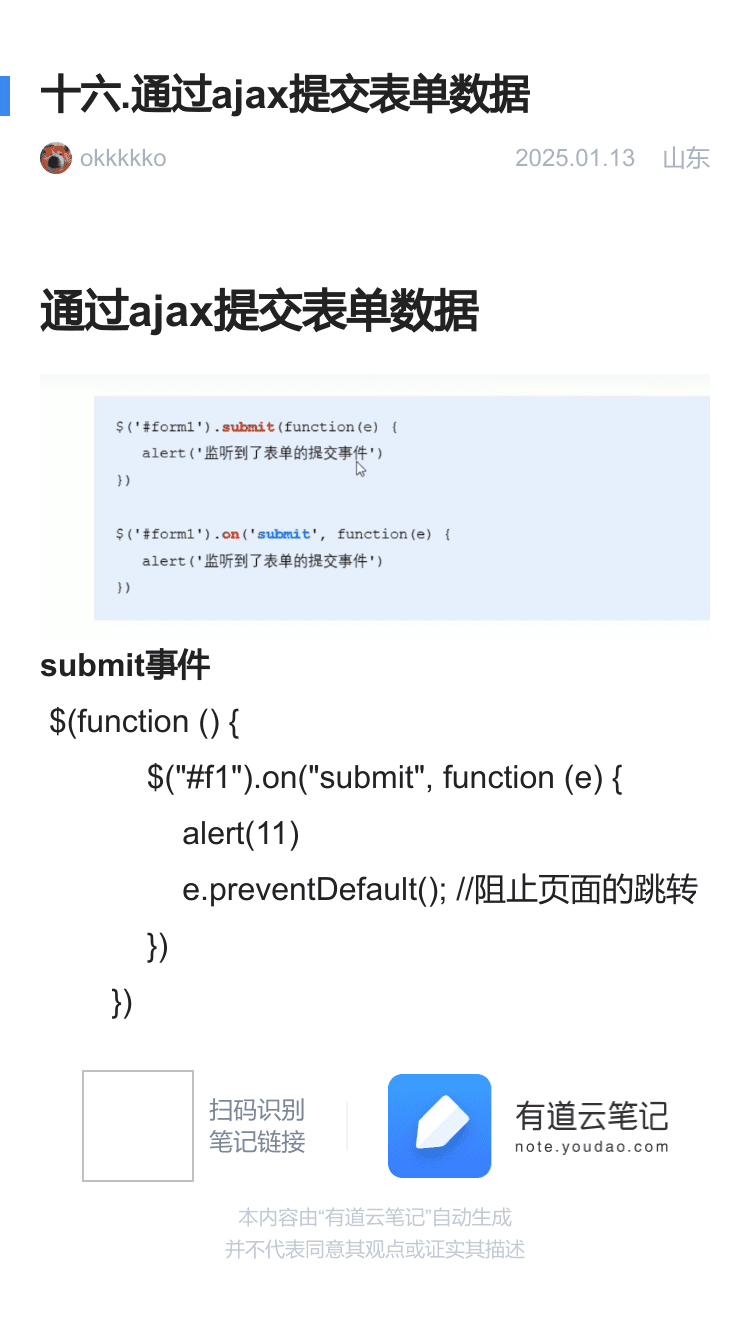 十六.通过ajax提交表单数据
okkkkko 2025.01.13 山东
通过ajax提交表单数据
$('#form1').submit(function(e) {
alert('监听到了表单的提交事件')
})
$('#form1').on('submit', function(e) {
alert('监听到了表单的提交事件')
})
submit事件
$(function () {
$("#f1").on("submit", function (e) {
alert(11)
e.preventDefault(); //阻止页面的跳转
})
})
扫码识别
笔记链接
有道云笔记
note.youdao.com
本内容由“有道云笔记”自动生成
并不代表同意其观点或证实其描述